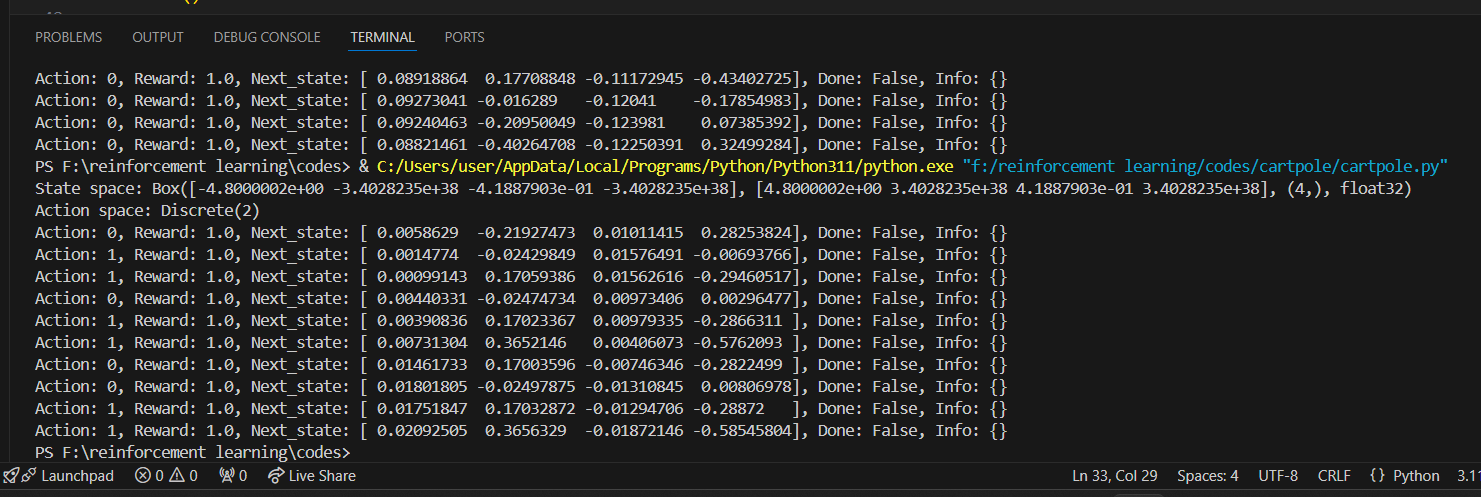 PROBLEMS OUTPUT DEBUG CONSOLE TERMINAL PORTS
Action: 0, Reward: 1.0, Next_state: [ 0.08918864  0.17708848 -0.11172945 -0.43402725], Done: False, Info: {}
Action: 0, Reward: 1.0, Next_state: [ 0.09273041 -0.016289   -0.12041    -0.17854983], Done: False, Info: {}
Action: 0, Reward: 1.0, Next_state: [ 0.09240463 -0.20950049 -0.123981    0.07385392], Done: False, Info: {}
Action: 0, Reward: 1.0, Next_state: [ 0.08821461 -0.40264708 -0.12250391  0.32499284], Done: False, Info: {}
PS F:\reinforcement learning\codes> & C:/Users/user/AppData/Local/Programs/Python/Python311/python.exe "f:/reinforcement learning/codes/cartpole/cartpole.py"
State space: Box([-4.8000002e+00 -3.4028235e+38 -4.1887903e-01 -3.4028235e+38], [4.8000002e+00 3.4028235e+38 4.1887903e-01 3.4028235e+38], (4,), float32)
Action space: Discrete(2)
Action: 0, Reward: 1.0, Next_state: [ 0.0058629  -0.21927473  0.01011415  0.28253824], Done: False, Info: {}
Action: 1, Reward: 1.0, Next_state: [ 0.0014774  -0.02429849  0.01576491 -0.00693766], Done: False, Info: {}
Action: 1, Reward: 1.0, Next_state: [ 0.00099143  0.17059386  0.01562616 -0.29460517], Done: False, Info: {}
Action: 0, Reward: 1.0, Next_state: [ 0.00440331 -0.02474734  0.00973406  0.00296477], Done: False, Info: {}
Action: 1, Reward: 1.0, Next_state: [ 0.00390836  0.17023367  0.00979335 -0.2866311 ], Done: False, Info: {}
Action: 1, Reward: 1.0, Next_state: [ 0.00731304  0.3652146   0.00406073 -0.5762093 ], Done: False, Info: {}
Action: 0, Reward: 1.0, Next_state: [ 0.01461733  0.17003596 -0.00746346 -0.2822499 ], Done: False, Info: {}
Action: 0, Reward: 1.0, Next_state: [ 0.01801805 -0.02497875 -0.01310845  0.00806978], Done: False, Info: {}
Action: 1, Reward: 1.0, Next_state: [ 0.01751847  0.17032872 -0.01294706 -0.28872   ], Done: False, Info: {}
Action: 1, Reward: 1.0, Next_state: [ 0.02092505  0.3656329  -0.01872146 -0.58545804], Done: False, Info: {}
PS F:\reinforcement learning\codes>
Launchpad 0 0 0 Live Share Ln 33, Col 29 Spaces: 4 UTF-8 CRLF {} Python